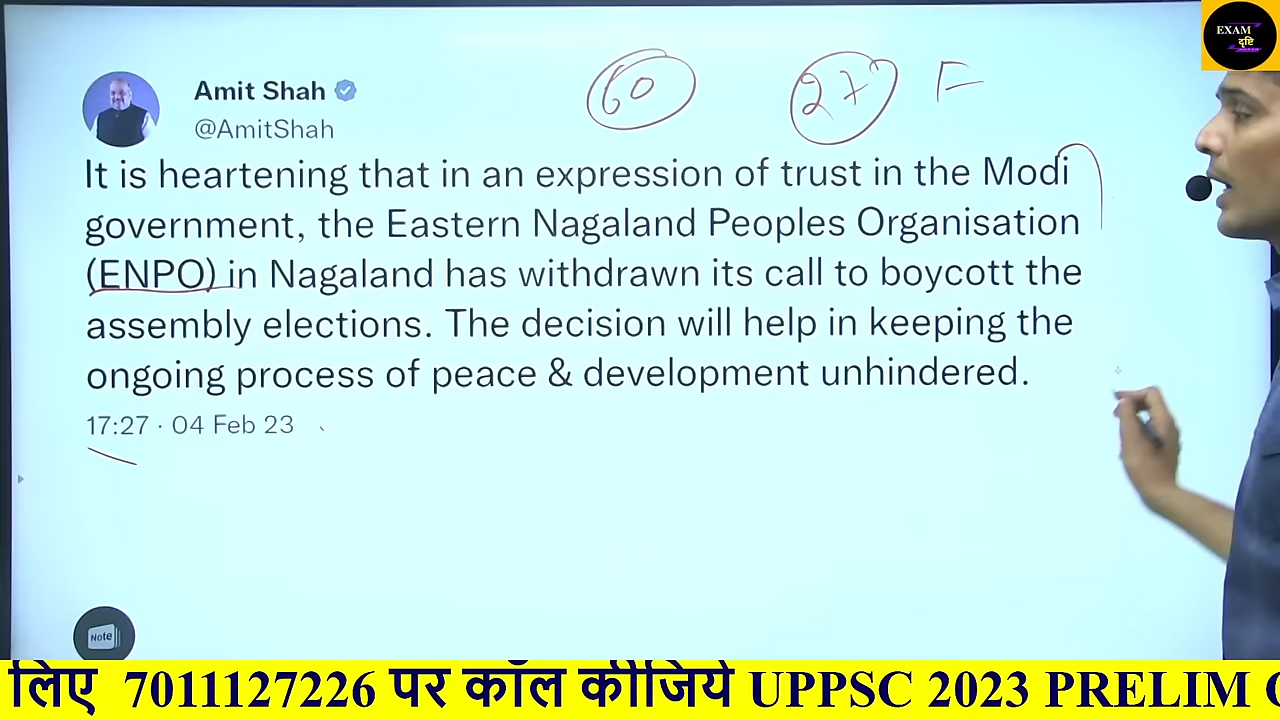 EXAM
दृष्टि
60 27 F
Amit Shah
@AmitShah
It is heartening that in an expression of trust in the Modi
government, the Eastern Nagaland Peoples Organisation
(ENPO) in Nagaland has withdrawn its call to boycott the
assembly elections. The decision will help in keeping the
ongoing process of peace & development unhindered.
17:27 · 04 Feb 23
Note
लिए 7011127226 पर कॉल कीजिये UPPSC 2023 PRELIM